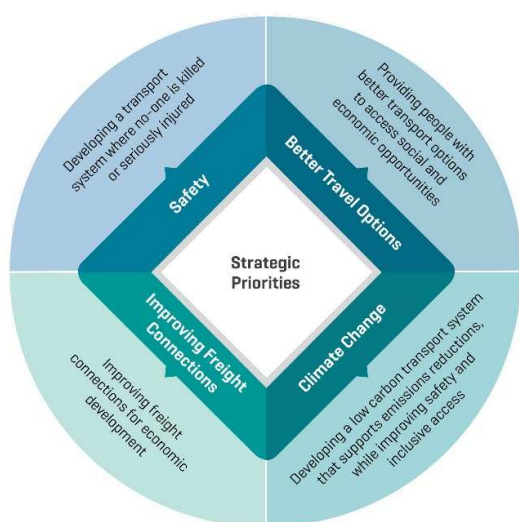 Developing a transport
system where no-one is killed
or seriously injured
Safety
Providing people with
better transport options
to access social and
economic opportunities
Better Travel Options
Strategic
Priorities
Improving Freight
Connections
Improving freight
connections for economic
development
Climate Change
Developing a low carbon transport system
that supports emissions reductions,
while improving safety and
inclusive access